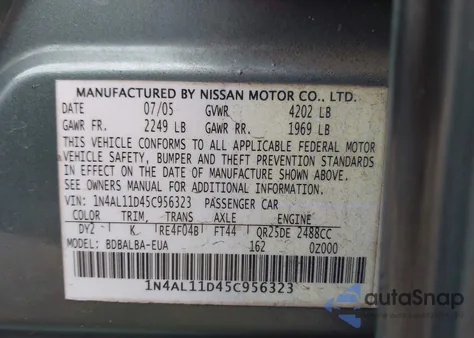 MANUFACTURED BY NISSAN MOTOR CO., LTD.
DATE 07/05 GVWR 4202 LB
GAWR FR. 2249 LB GAWR RR. 1969 LB
THIS VEHICLE CONFORMS TO ALL APPLICABLE FEDERAL MOTOR
VEHICLE SAFETY, BUMPER AND THEFT PREVENTION STANDARDS
IN EFFECT ON THE DATE OF MANUFACTURE SHOWN ABOVE.
SEE OWNERS MANUAL FOR ADDITIONAL INFORMATION.
VIN: 1N4AL11D45C956323 PASSENGER CAR
COLOR TRIM, TRANS AXLE ENGINE
DY2 K RE4F04B FT44 QR25DE 2488CC
MODEL: BDBALBA-EUA 162 0Z000
1N4AL11D45C956323
autaSnap